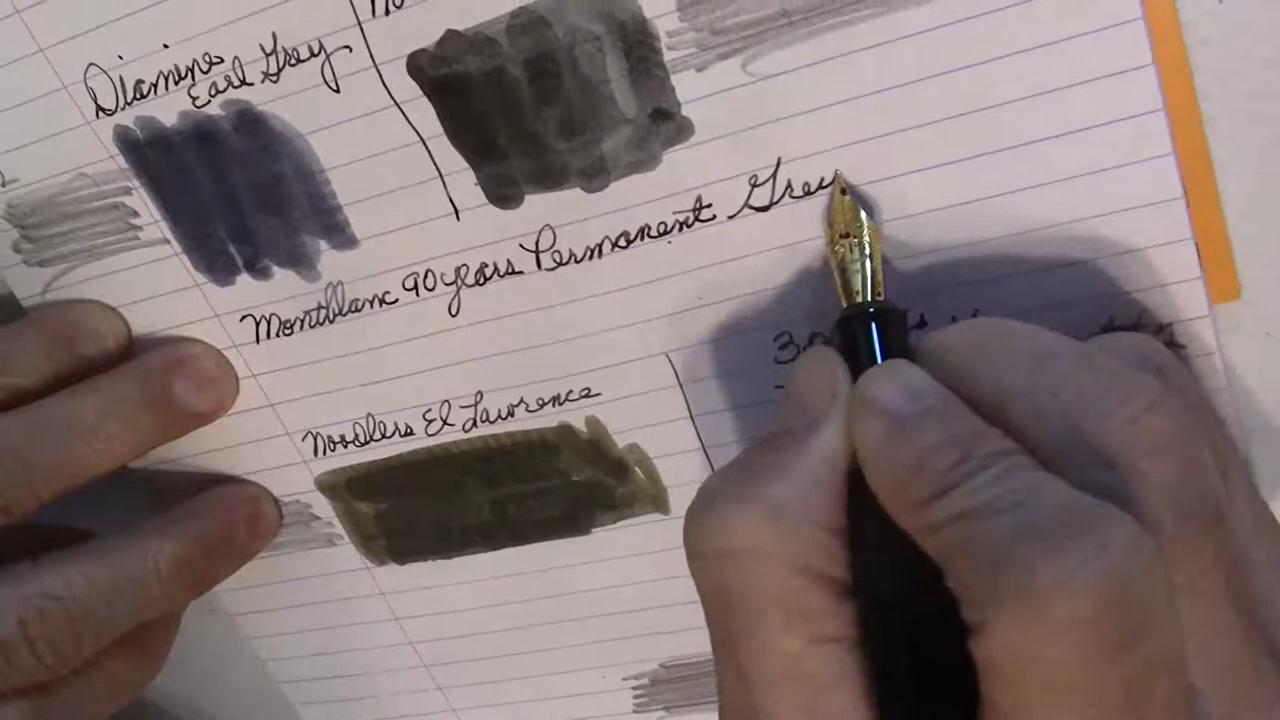 Diamine
Earl Grey
Montblanc 90 years Permanent Grey
Noodlers El Lawrence